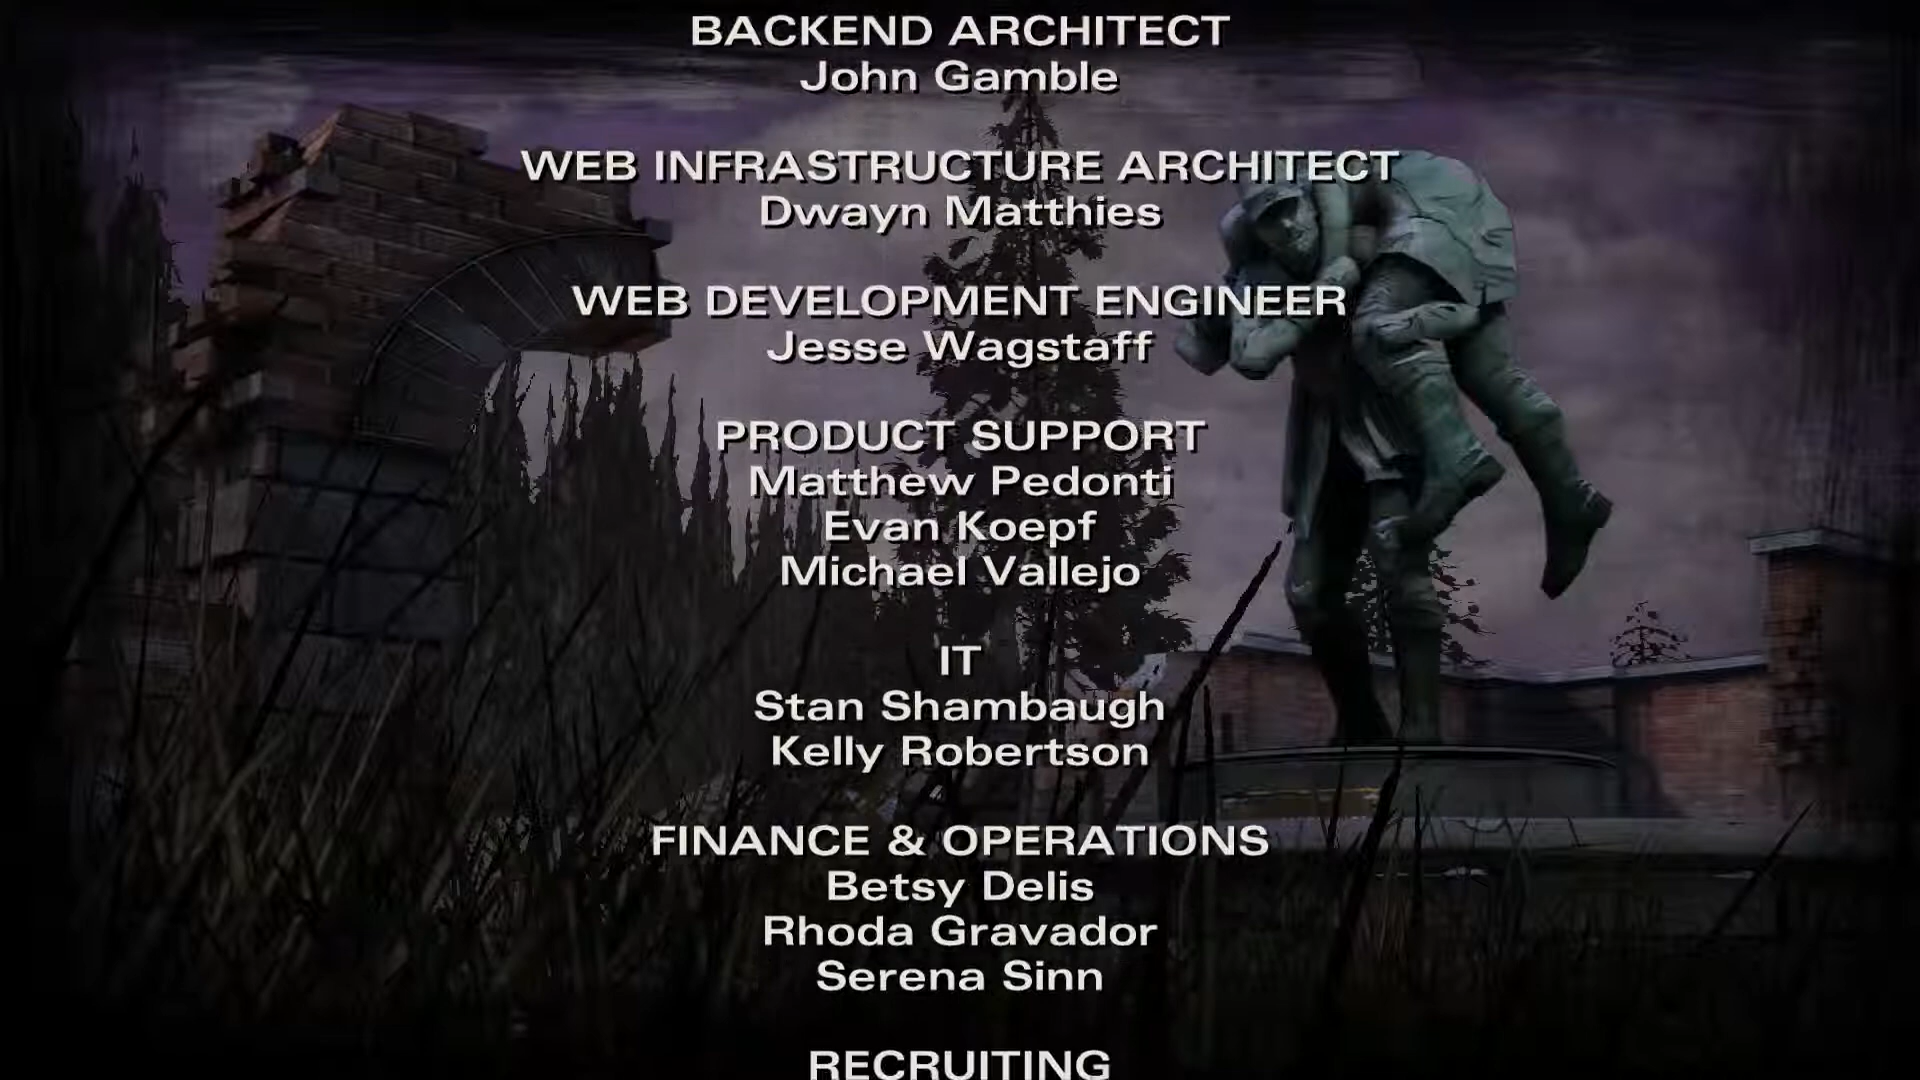 BACKEND ARCHITECT
John Gamble
WEB INFRASTRUCTURE ARCHITECT
Dwayn Matthies
WEB DEVELOPMENT ENGINEER
Jesse Wagstaff
PRODUCT SUPPORT
Matthew Pedonti
Evan Koepf
Michael Vallejo
IT
Stan Shambaugh
Kelly Robertson
FINANCE & OPERATIONS
Betsy Delis
Rhoda Gravador
Serena Sinn
RECRUITING